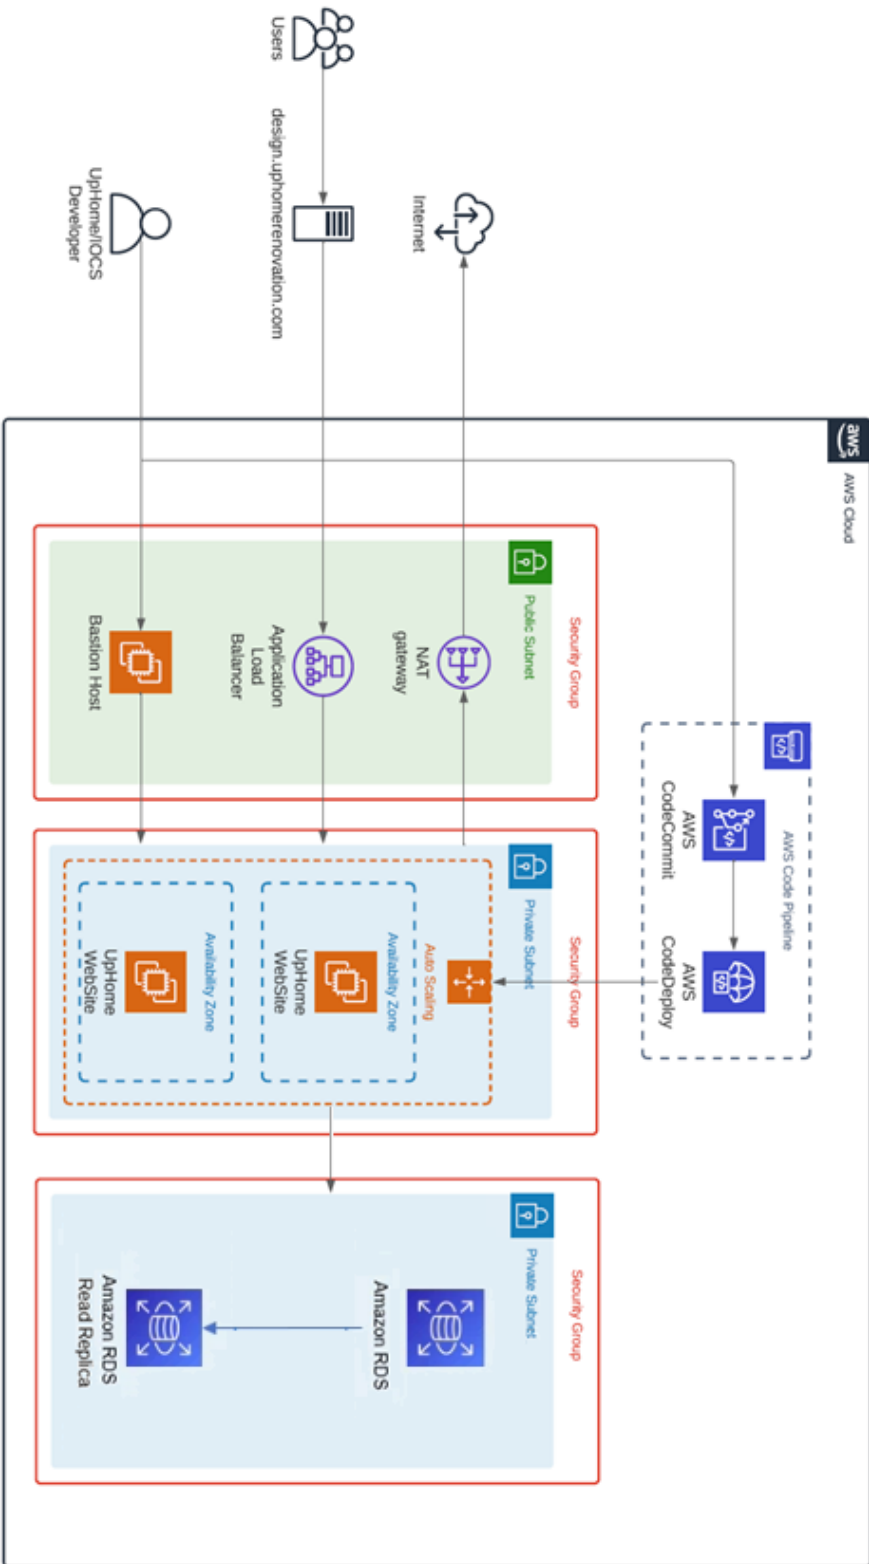 aws
AWS Cloud
AWS Code Pipeline
AWS
CodeCommit
AWS
CodeDeploy
Internet
Users
design.uphomerenovation.com
UpHome/IOCS
Developer
Security Group
Public Subnet
NAT
gateway
Application
Load
Balancer
Bastion Host
Security Group
Private Subnet
Auto Scaling
Availability Zone
UpHome
WebSite
Availability Zone
UpHome
WebSite
Security Group
Private Subnet
Amazon RDS
Amazon RDS
Read Replica